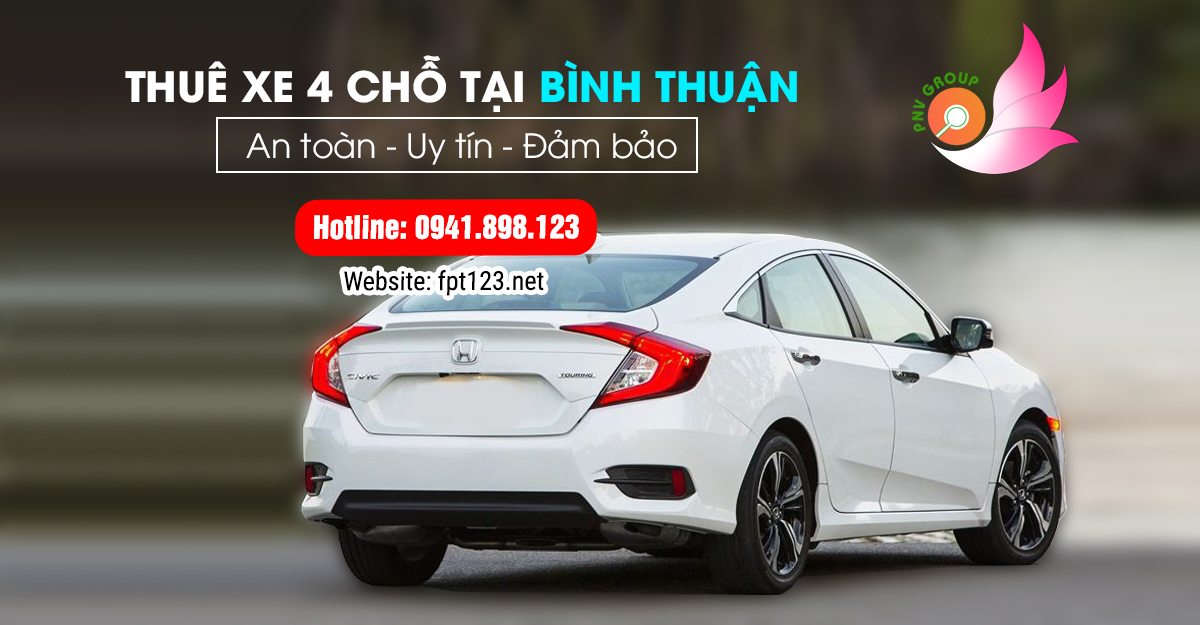 THUÊ XE 4 CHỖ TẠI BÌNH THUẬN
An toàn - Uy tín - Đảm bảo
PNV GROUP
Hotline: 0941.898.123
Website: fpt123.net
CIVIC
TOURING